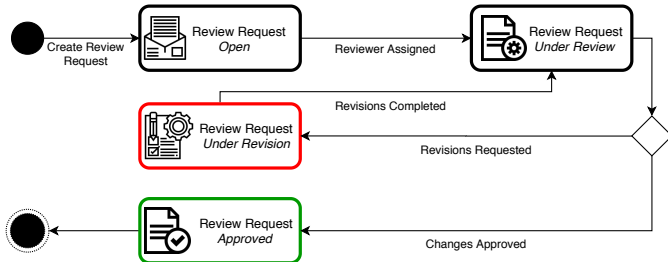 Create Review
Request
Review Request
Open
Reviewer Assigned
Review Request
Under Review
Revisions Completed
Review Request
Under Revision
Revisions Requested
Review Request
Approved
Changes Approved